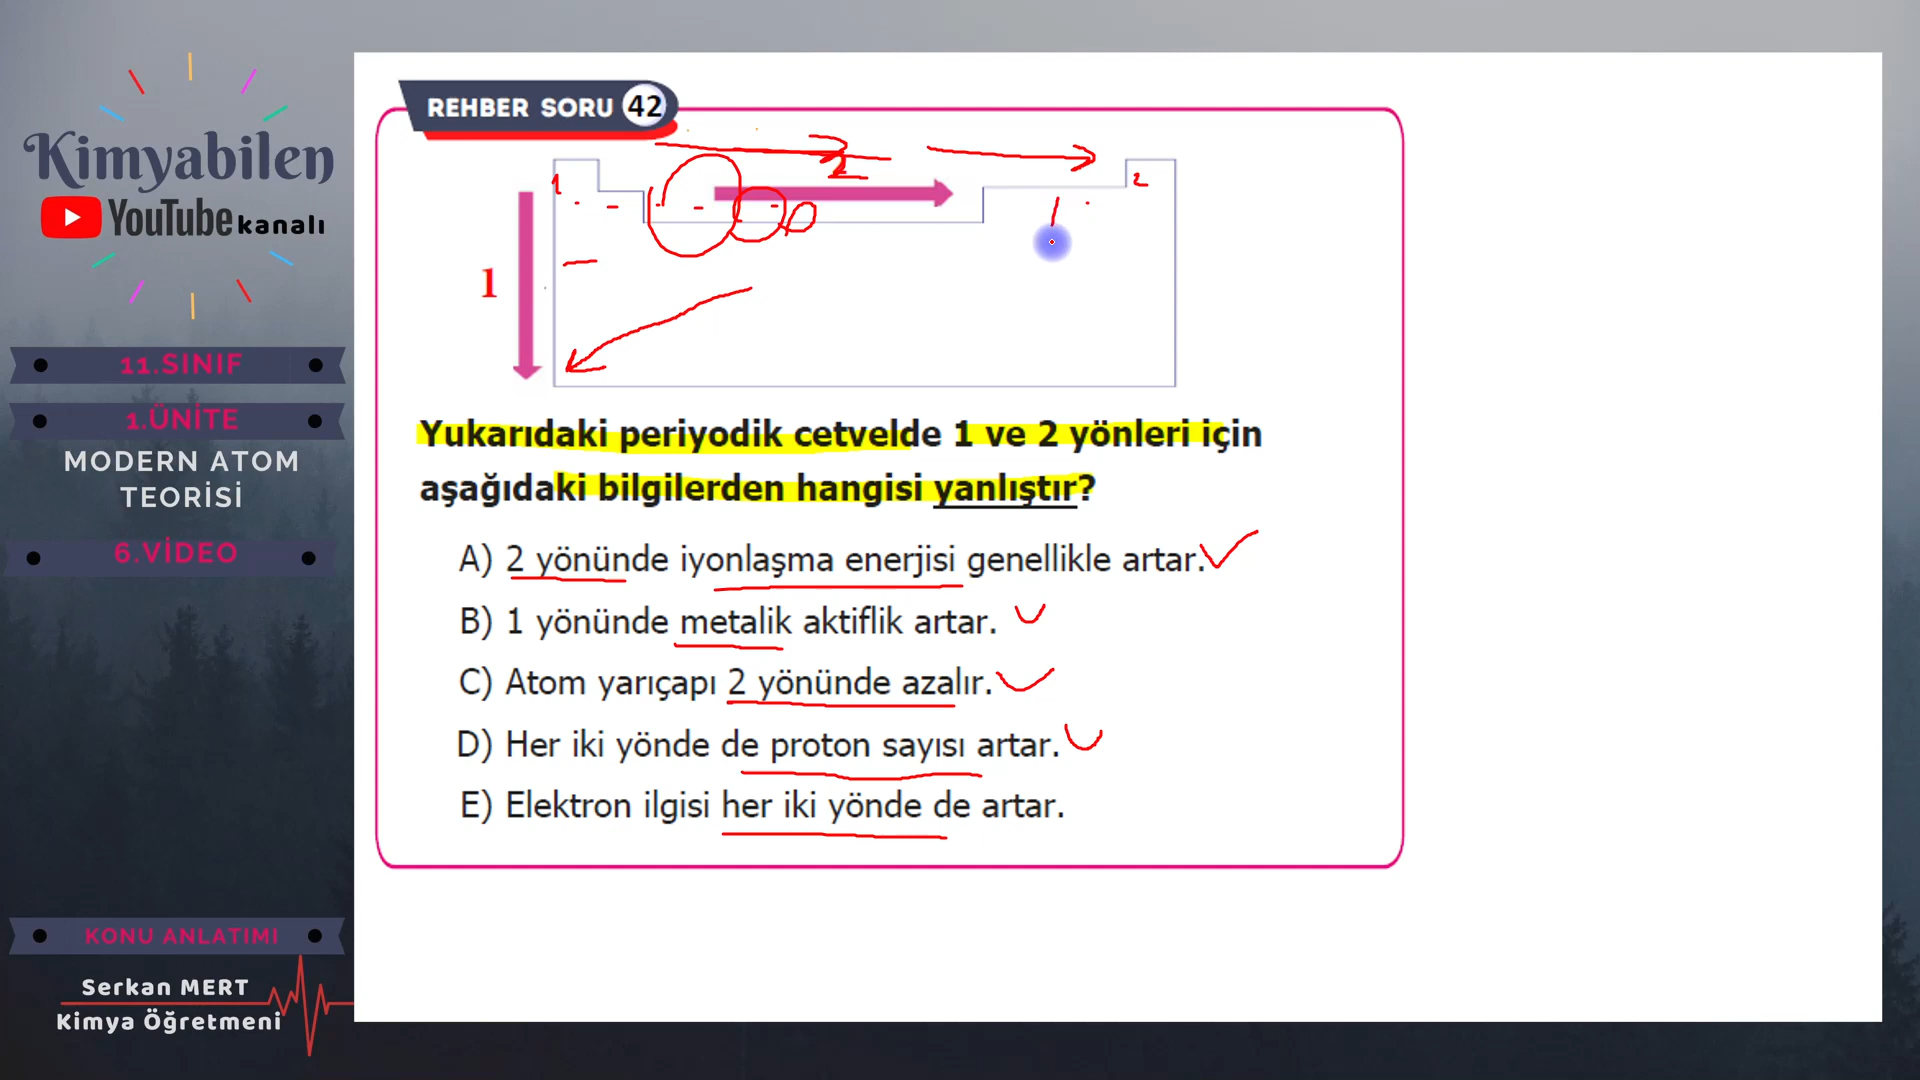 Kimyabilen
YouTube kanalı
11.SINIF
1.ÜNİTE
MODERN ATOM
TEORİSİ
6.VİDEO
KONU ANLATIMI
Serkan MERT
Kimya Öğretmeni
REHBER SORU 42
1
2
2
1
Yukarıdaki periyodik cetvelde 1 ve 2 yönleri için
aşağıdaki bilgilerden hangisi yanlıştır?
A) 2 yönünde iyonlaşma enerjisi genellikle artar.
B) 1 yönünde metalik aktiflik artar.
C) Atom yarıçapı 2 yönünde azalır.
D) Her iki yönde de proton sayısı artar.
E) Elektron ilgisi her iki yönde de artar.